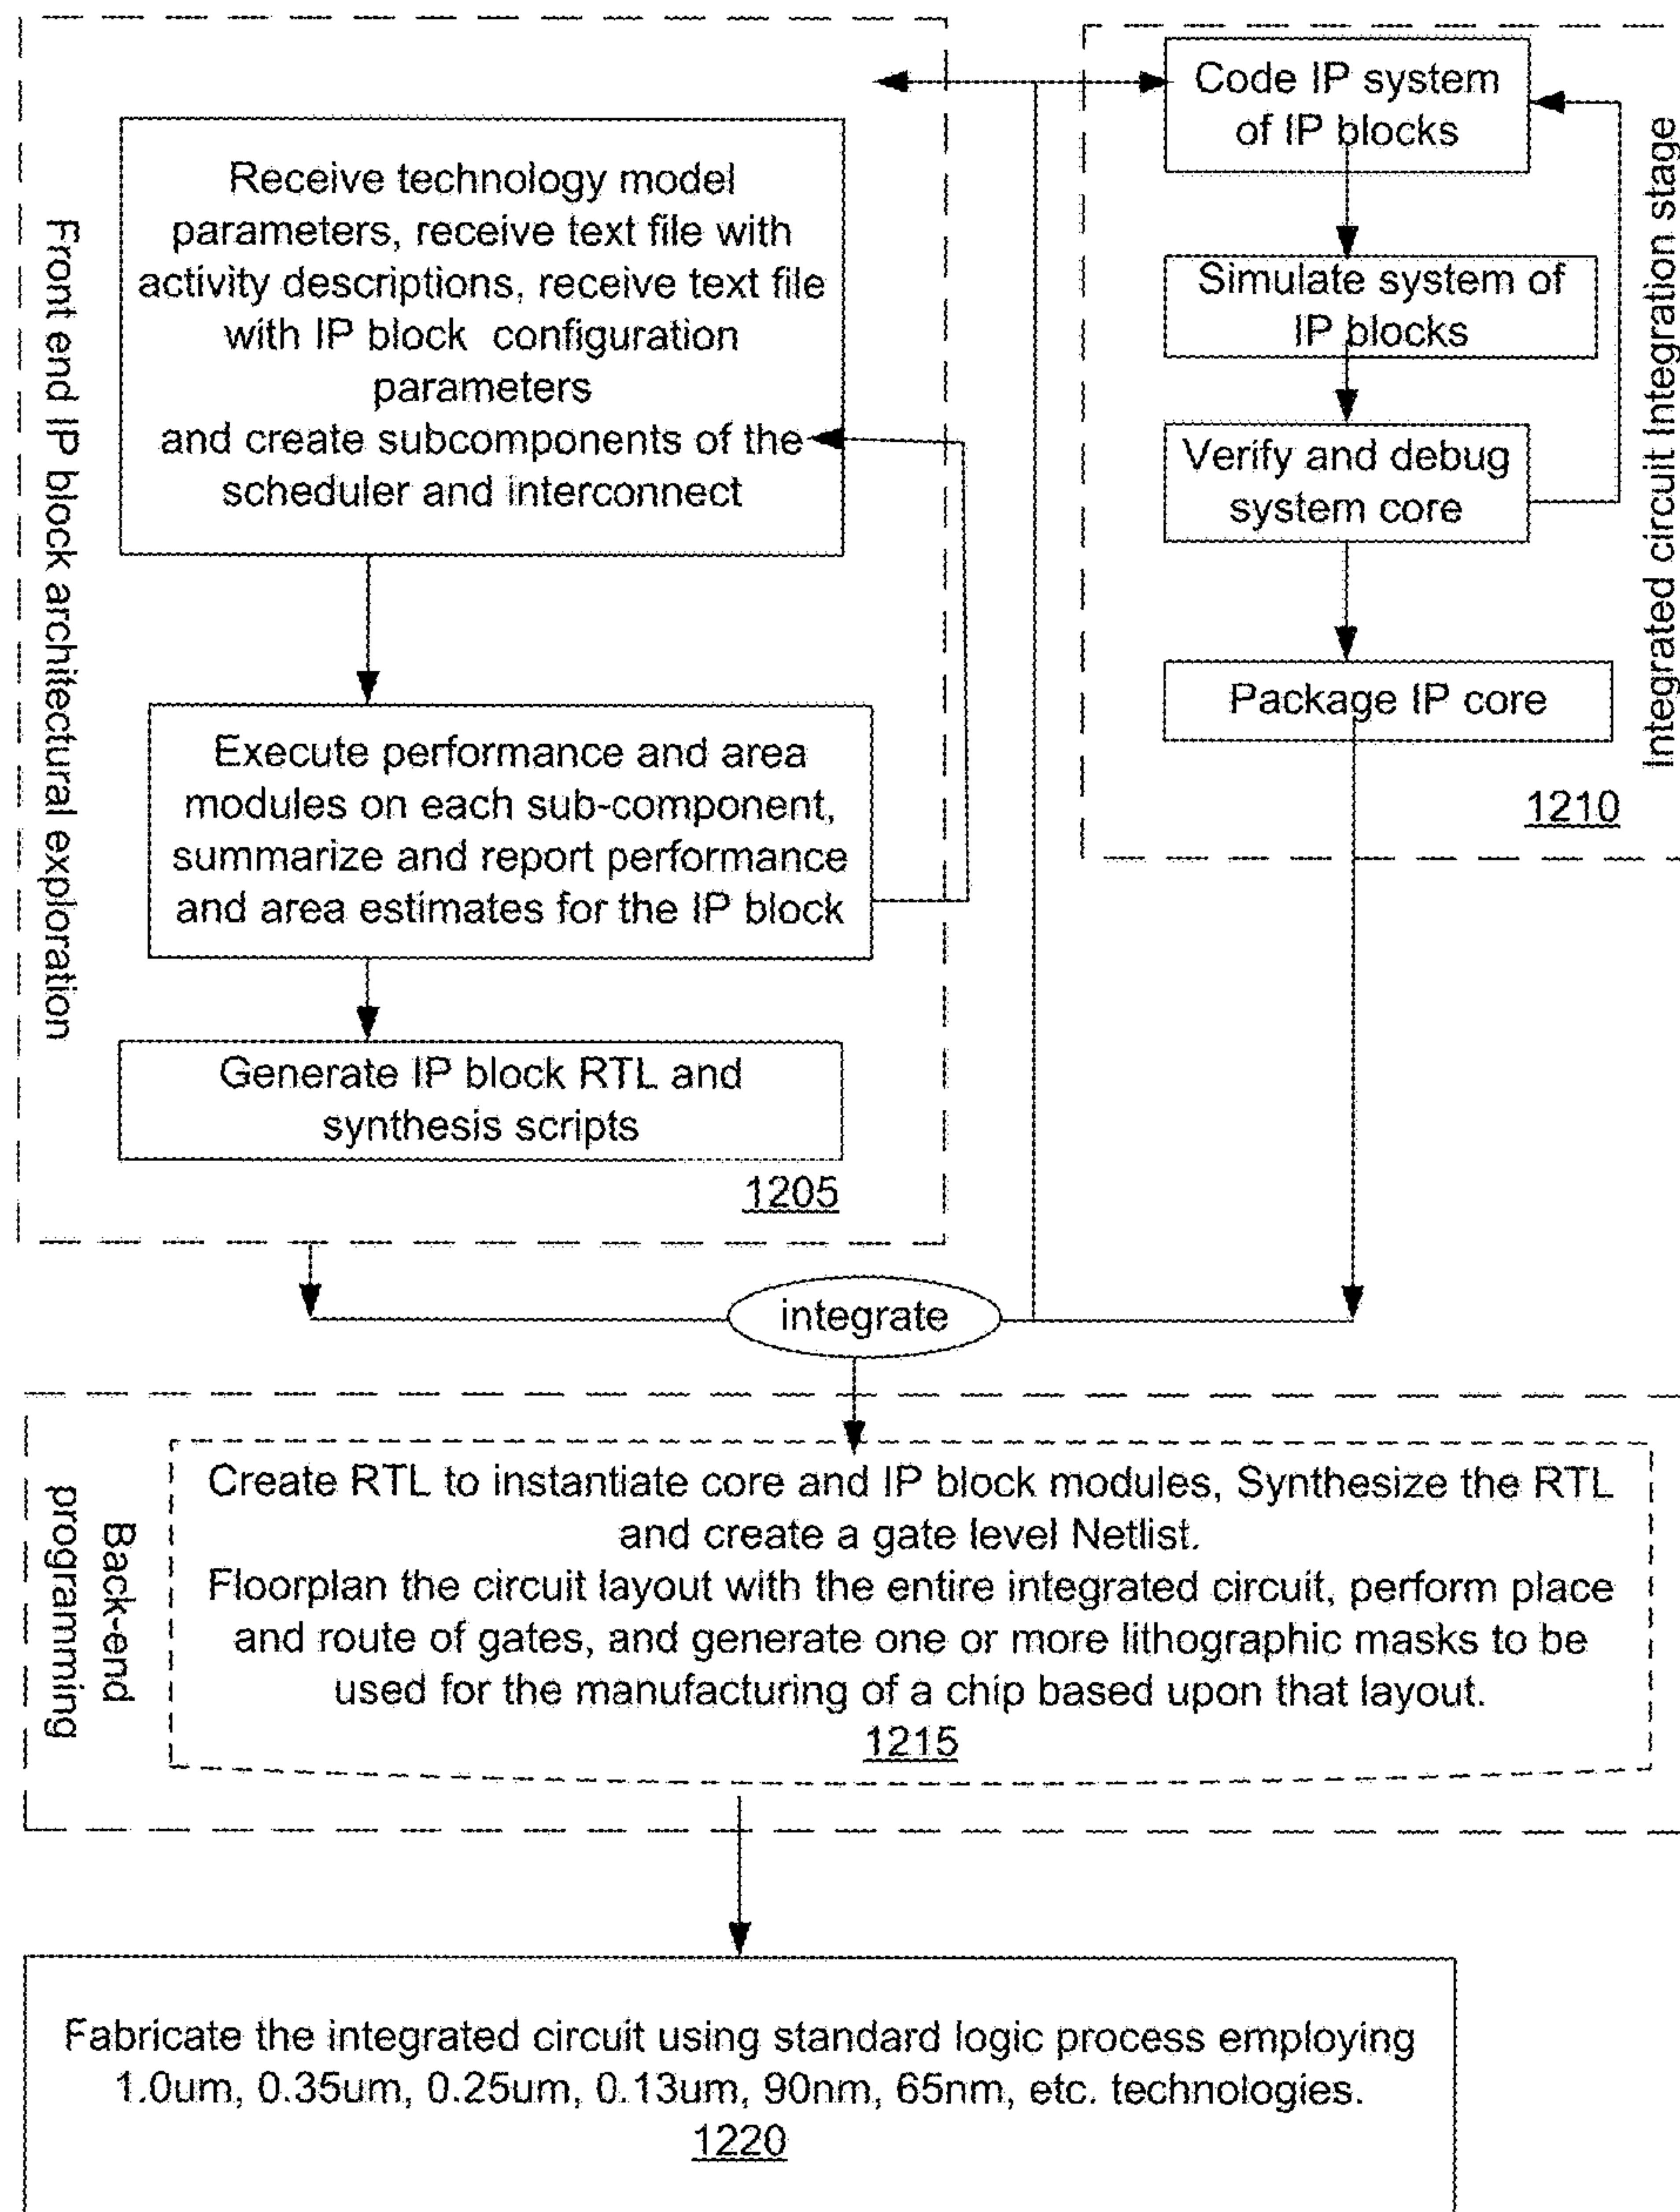 Front end IP block architectural exploration
Receive technology model
parameters, receive text file with
activity descriptions, receive text file
with IP block configuration
parameters
and create subcomponents of the
scheduler and interconnect
Execute performance and area
modules on each sub-component,
summarize and report performance
and area estimates for the IP block
Generate IP block RTL and
synthesis scripts
1205
Code IP system
of IP blocks
Simulate system of
IP blocks
Verify and debug
system core
Package IP core
1210
Integrated circuit Integration stage
integrate
Back-end
programming
Create RTL to instantiate core and IP block modules, Synthesize the RTL
and create a gate level Netlist.
Floorplan the circuit layout with the entire integrated circuit, perform place
and route of gates, and generate one or more lithographic masks to be
used for the manufacturing of a chip based upon that layout.
1215
Fabricate the integrated circuit using standard logic process employing
1.0um, 0.35um, 0.25um, 0.13um, 90nm, 65nm, etc. technologies.
1220